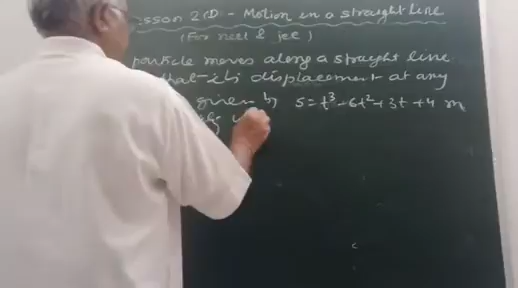 esson 2(D) - Motion in a straight line
(For neet & jee)
particle moves along a straight line
that its displacement at any
given by s = t³ - 6t² + 3t + 4 m